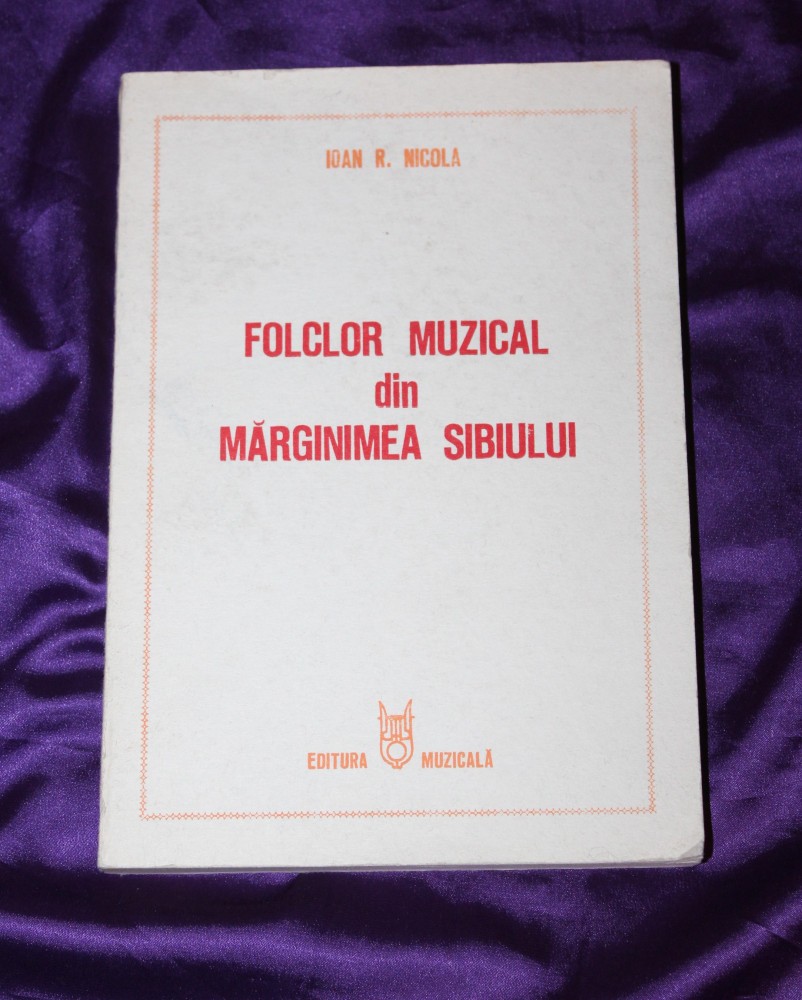 IOAN R. NICOLA
FOLCLOR MUZICAL
din
MĂRGINIMEA SIBIULUI
EDITURA MUZICALĂ